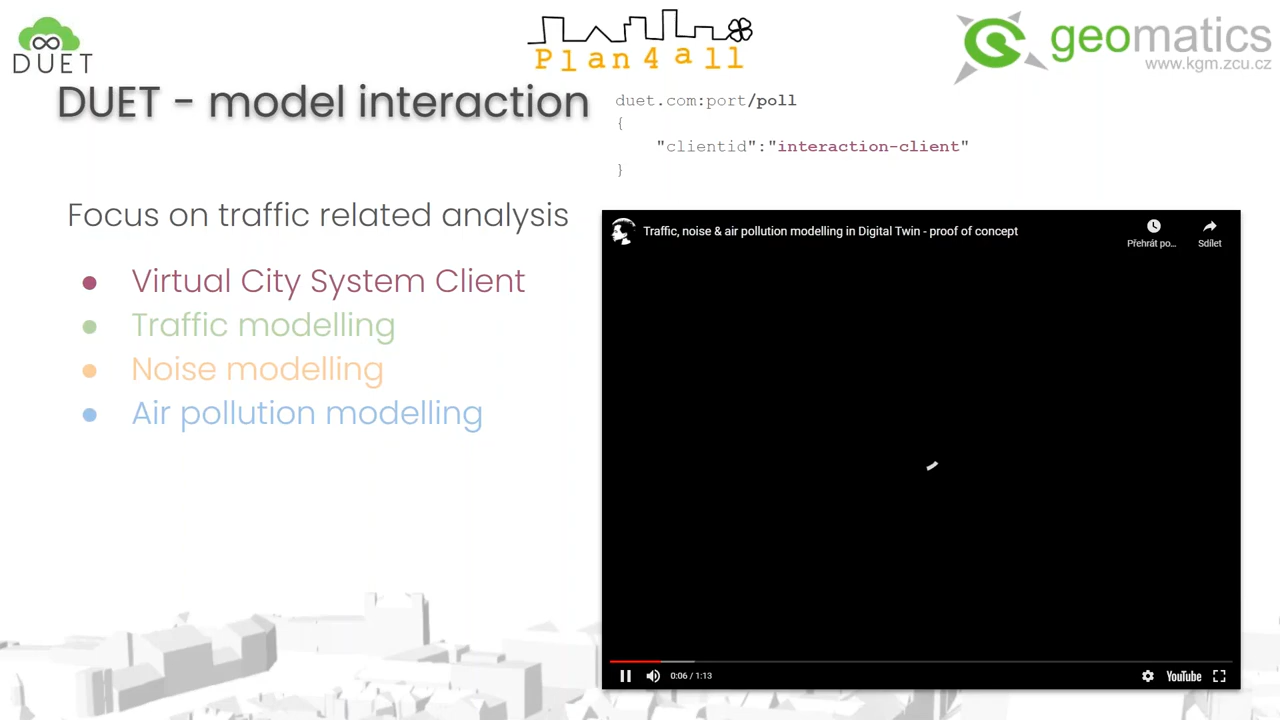 DUET
Plan4all
geomatics
www.kgm.zcu.cz
DUET - model interaction
duet.com:port/poll
{
"clientid":"interaction-client"
}
Focus on traffic related analysis
● Virtual City System Client
● Traffic modelling
● Noise modelling
● Air pollution modelling
Traffic, noise & air pollution modelling in Digital Twin - proof of concept
Přehrát po...
Sdílet
0:06 / 1:13
YouTube